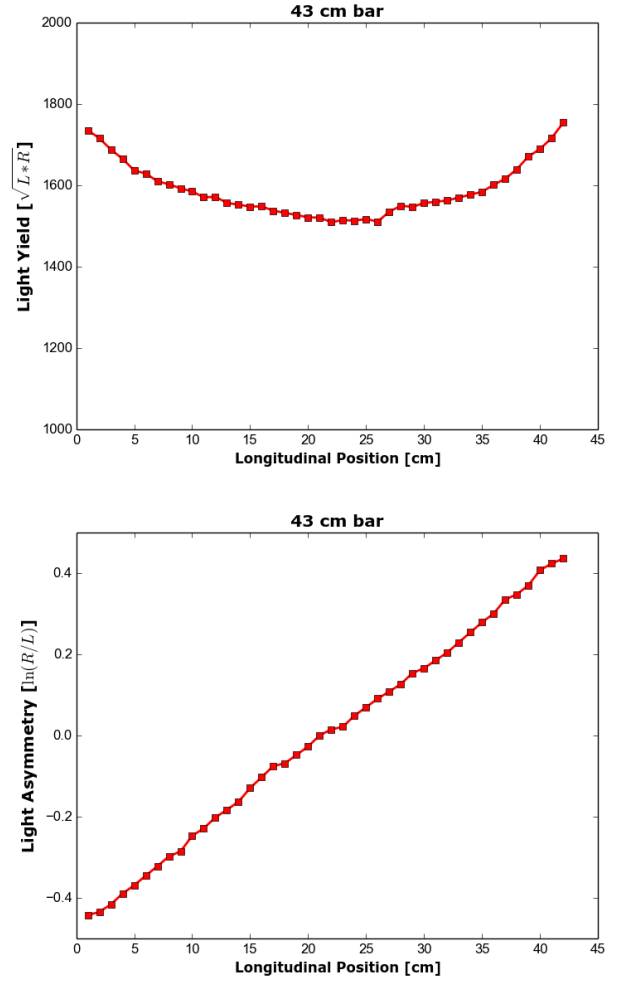 43 cm bar
2000
1800
1600
1400
1200
1000
Light Yield [√L∗R]
0 5 10 15 20 25 30 35 40 45
Longitudinal Position [cm]
43 cm bar
0.4
0.2
0.0
−0.2
−0.4
Light Asymmetry [ln(R/L)]
0 5 10 15 20 25 30 35 40 45
Longitudinal Position [cm]